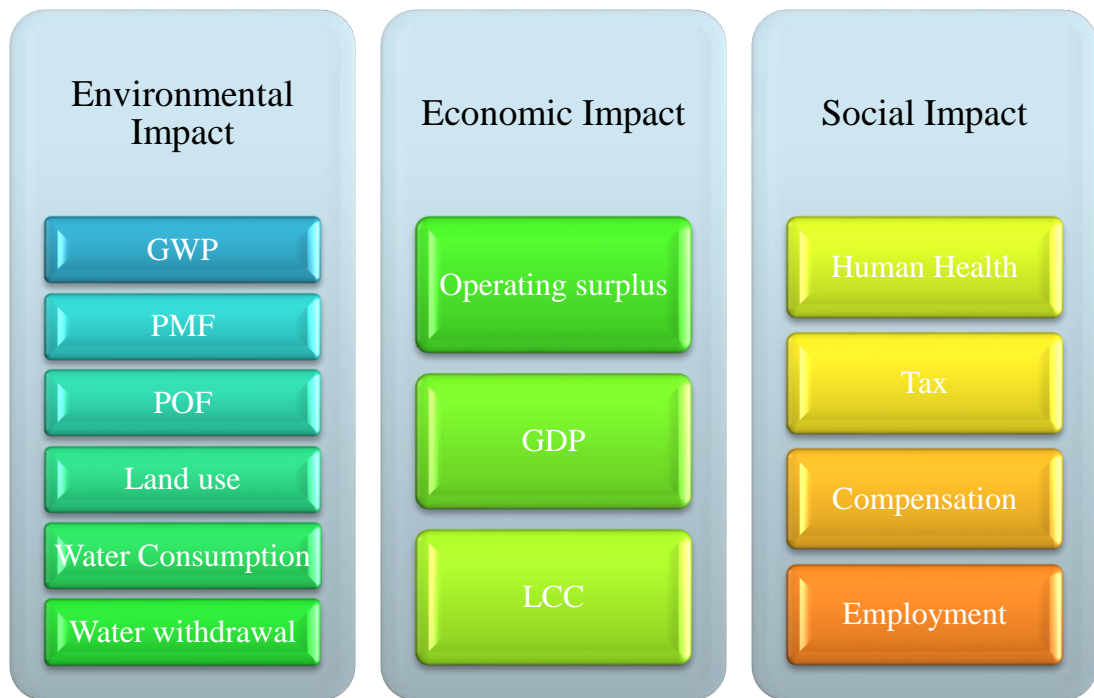 Environmental
Impact
GWP
PMF
POF
Land use
Water Consumption
Water withdrawal
Economic Impact
Operating surplus
GDP
LCC
Social Impact
Human Health
Tax
Compensation
Employment